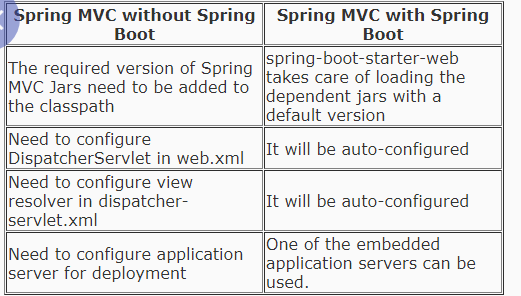 Spring MVC without Spring
Boot
Spring MVC with Spring
Boot
The required version of Spring
MVC Jars need to be added to
the classpath
spring-boot-starter-web
takes care of loading the
dependent jars with a
default version
Need to configure
DispatcherServlet in web.xml
It will be auto-configured
Need to configure view
resolver in dispatcher-
servlet.xml
It will be auto-configured
Need to configure application
server for deployment
One of the embedded
application servers can be
used.